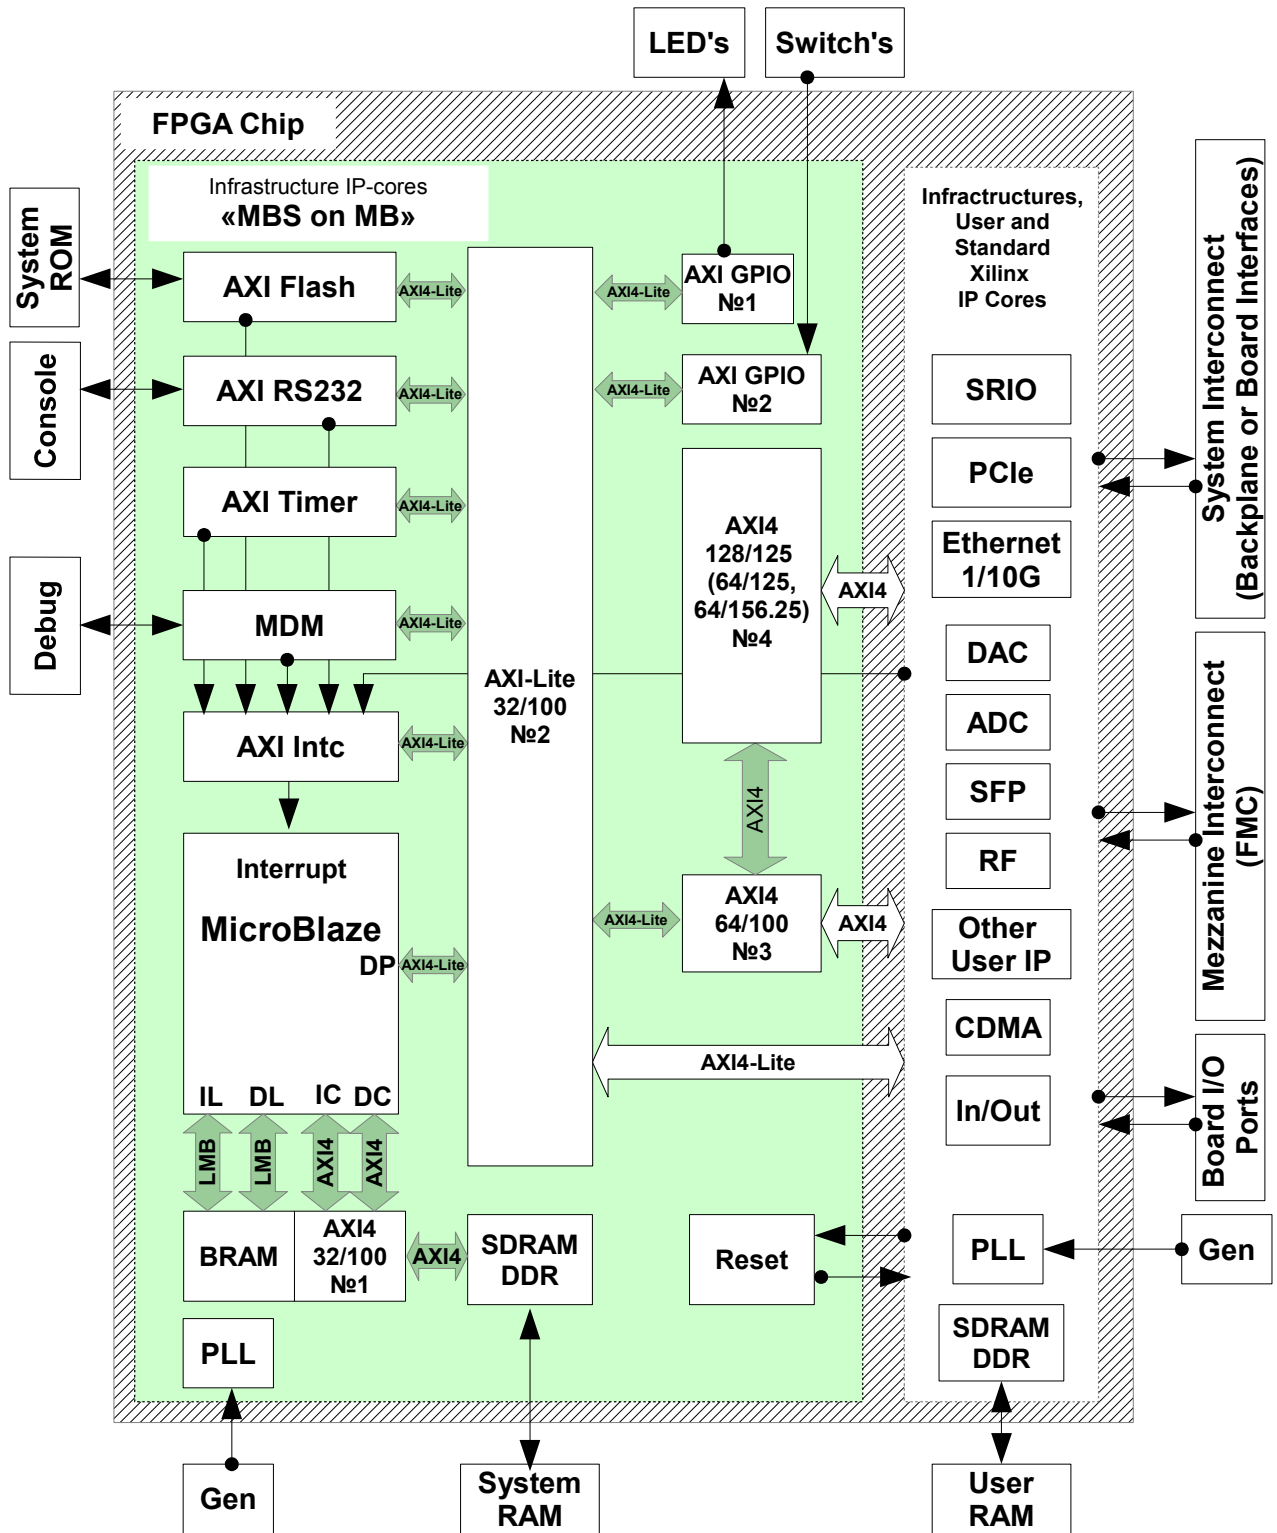 LED's
Switch's
FPGA Chip
Infrastructure IP-cores
«MBS on MB»
System
ROM
Console
Debug
AXI Flash
AXI4-Lite
AXI RS232
AXI4-Lite
AXI Timer
AXI4-Lite
MDM
AXI4-Lite
AXI Intc
AXI4-Lite
Interrupt
MicroBlaze
DP
AXI4-Lite
IL
DL
IC
DC
LMB
LMB
AXI4
AXI4
BRAM
AXI4
32/100
№1
AXI4
SDRAM
DDR
PLL
Gen
System
RAM
AXI-Lite
32/100
№2
AXI4-Lite
AXI GPIO
№1
AXI4-Lite
AXI GPIO
№2
AXI4
128/125
(64/125,
64/156.25)
№4
AXI4
AXI4
AXI4-Lite
AXI4
64/100
№3
AXI4
AXI4-Lite
Reset
Infractructures,
User and
Standard
Xilinx
IP Cores
SRIO
PCIe
Ethernet
1/10G
DAC
ADC
SFP
RF
Other
User IP
CDMA
In/Out
PLL
SDRAM
DDR
User
RAM
System Interconnect
(Backplane or Board Interfaces)
Mezzanine Interconnect
(FMC)
Board I/O
Ports
Gen